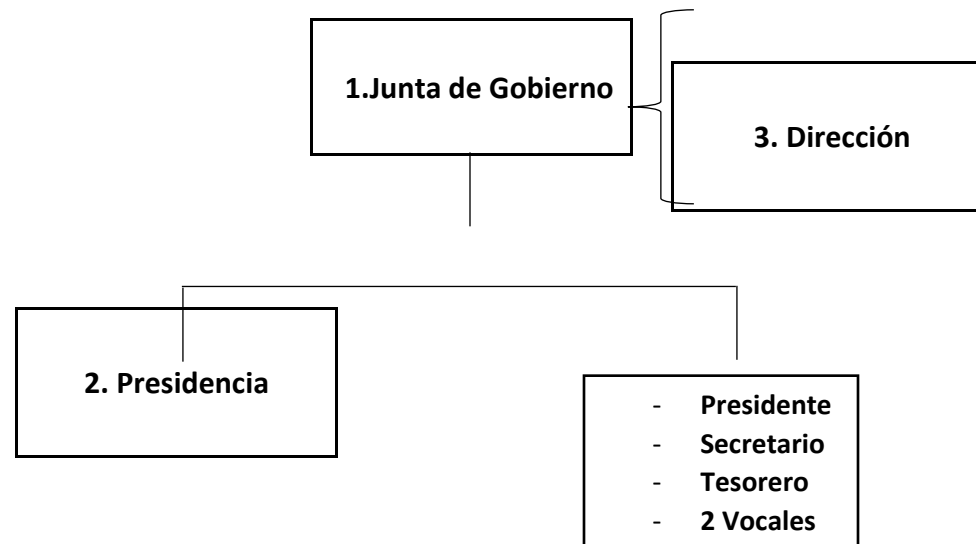 1.Junta de Gobierno
3. Dirección
2. Presidencia
- Presidente
- Secretario
- Tesorero
- 2 Vocales